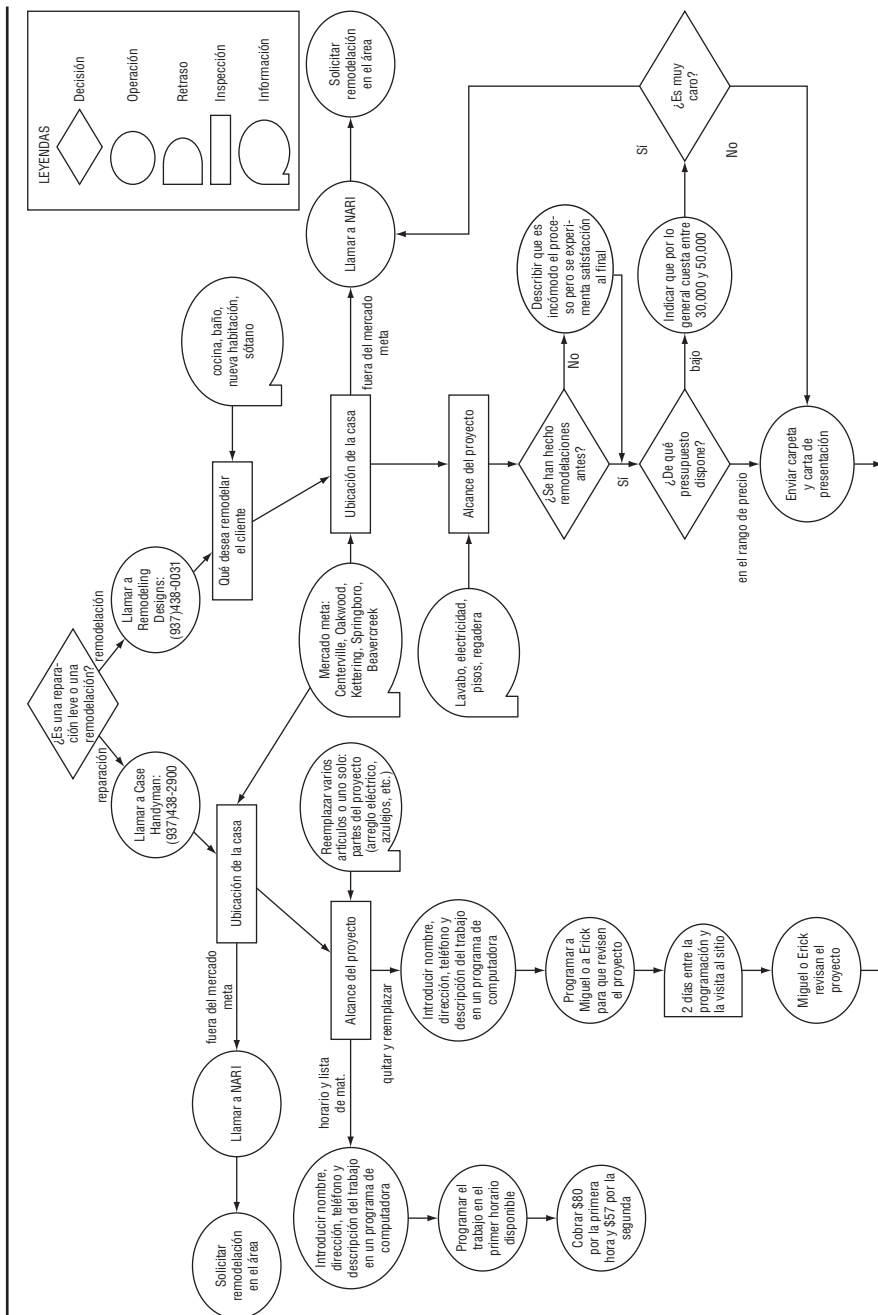 LEYENDAS
Decisión
Operación
Retraso
Inspección
Información
¿Es una repara-
ción leve o una
remodelación?
reparación
remodelación
Llamar a Case
Handyman:
(937)438-2900
Llamar a
Remodeling
Designs:
(937)438-0031
Qué desea remodelar
el cliente
cocina, baño,
nueva habitación,
sótano
Ubicación de la casa
fuera del mercado
meta
Llamar a NARI
Solicitar
remodelación
en el área
Mercado meta:
Centerville, Oakwood,
Kettering, Springboro,
Beavercreek
Ubicación de la casa
fuera del mercado
meta
Llamar a NARI
Solicitar
remodelación
en el área
Reemplazar varios
artículos o uno solo:
partes del proyecto
(arreglo eléctrico,
azulejos, etc.)
Alcance del proyecto
horario y lista
de mat.
quitar y reemplazar
Introducir nombre,
dirección, teléfono y
descripción del trabajo
en un programa de
computadora
Programar el
trabajo en el
primer horario
disponible
Cobrar $80
por la primera
hora y $57 por la
segunda
Introducir nombre,
dirección, teléfono y
descripción del trabajo
en un programa de
computadora
Programar a
Miguel o a Erick
para que revisen
el proyecto
2 días entre la
programación y
la visita al sitio
Miguel o Erick
revisan el
proyecto
Lavabo, electricidad,
pisos, regadera
Alcance del proyecto
¿Se han hecho
remodelaciones
antes?
No
Sí
Describir que es
incómodo el proce-
so pero se experi-
menta satisfacción
al final
¿De qué
presupuesto
dispone?
bajo
en el rango de precio
Indicar que por lo
general cuesta entre
30,000 y 50,000
¿Es muy
caro?
Sí
No
Enviar carpeta
y carta de
presentación